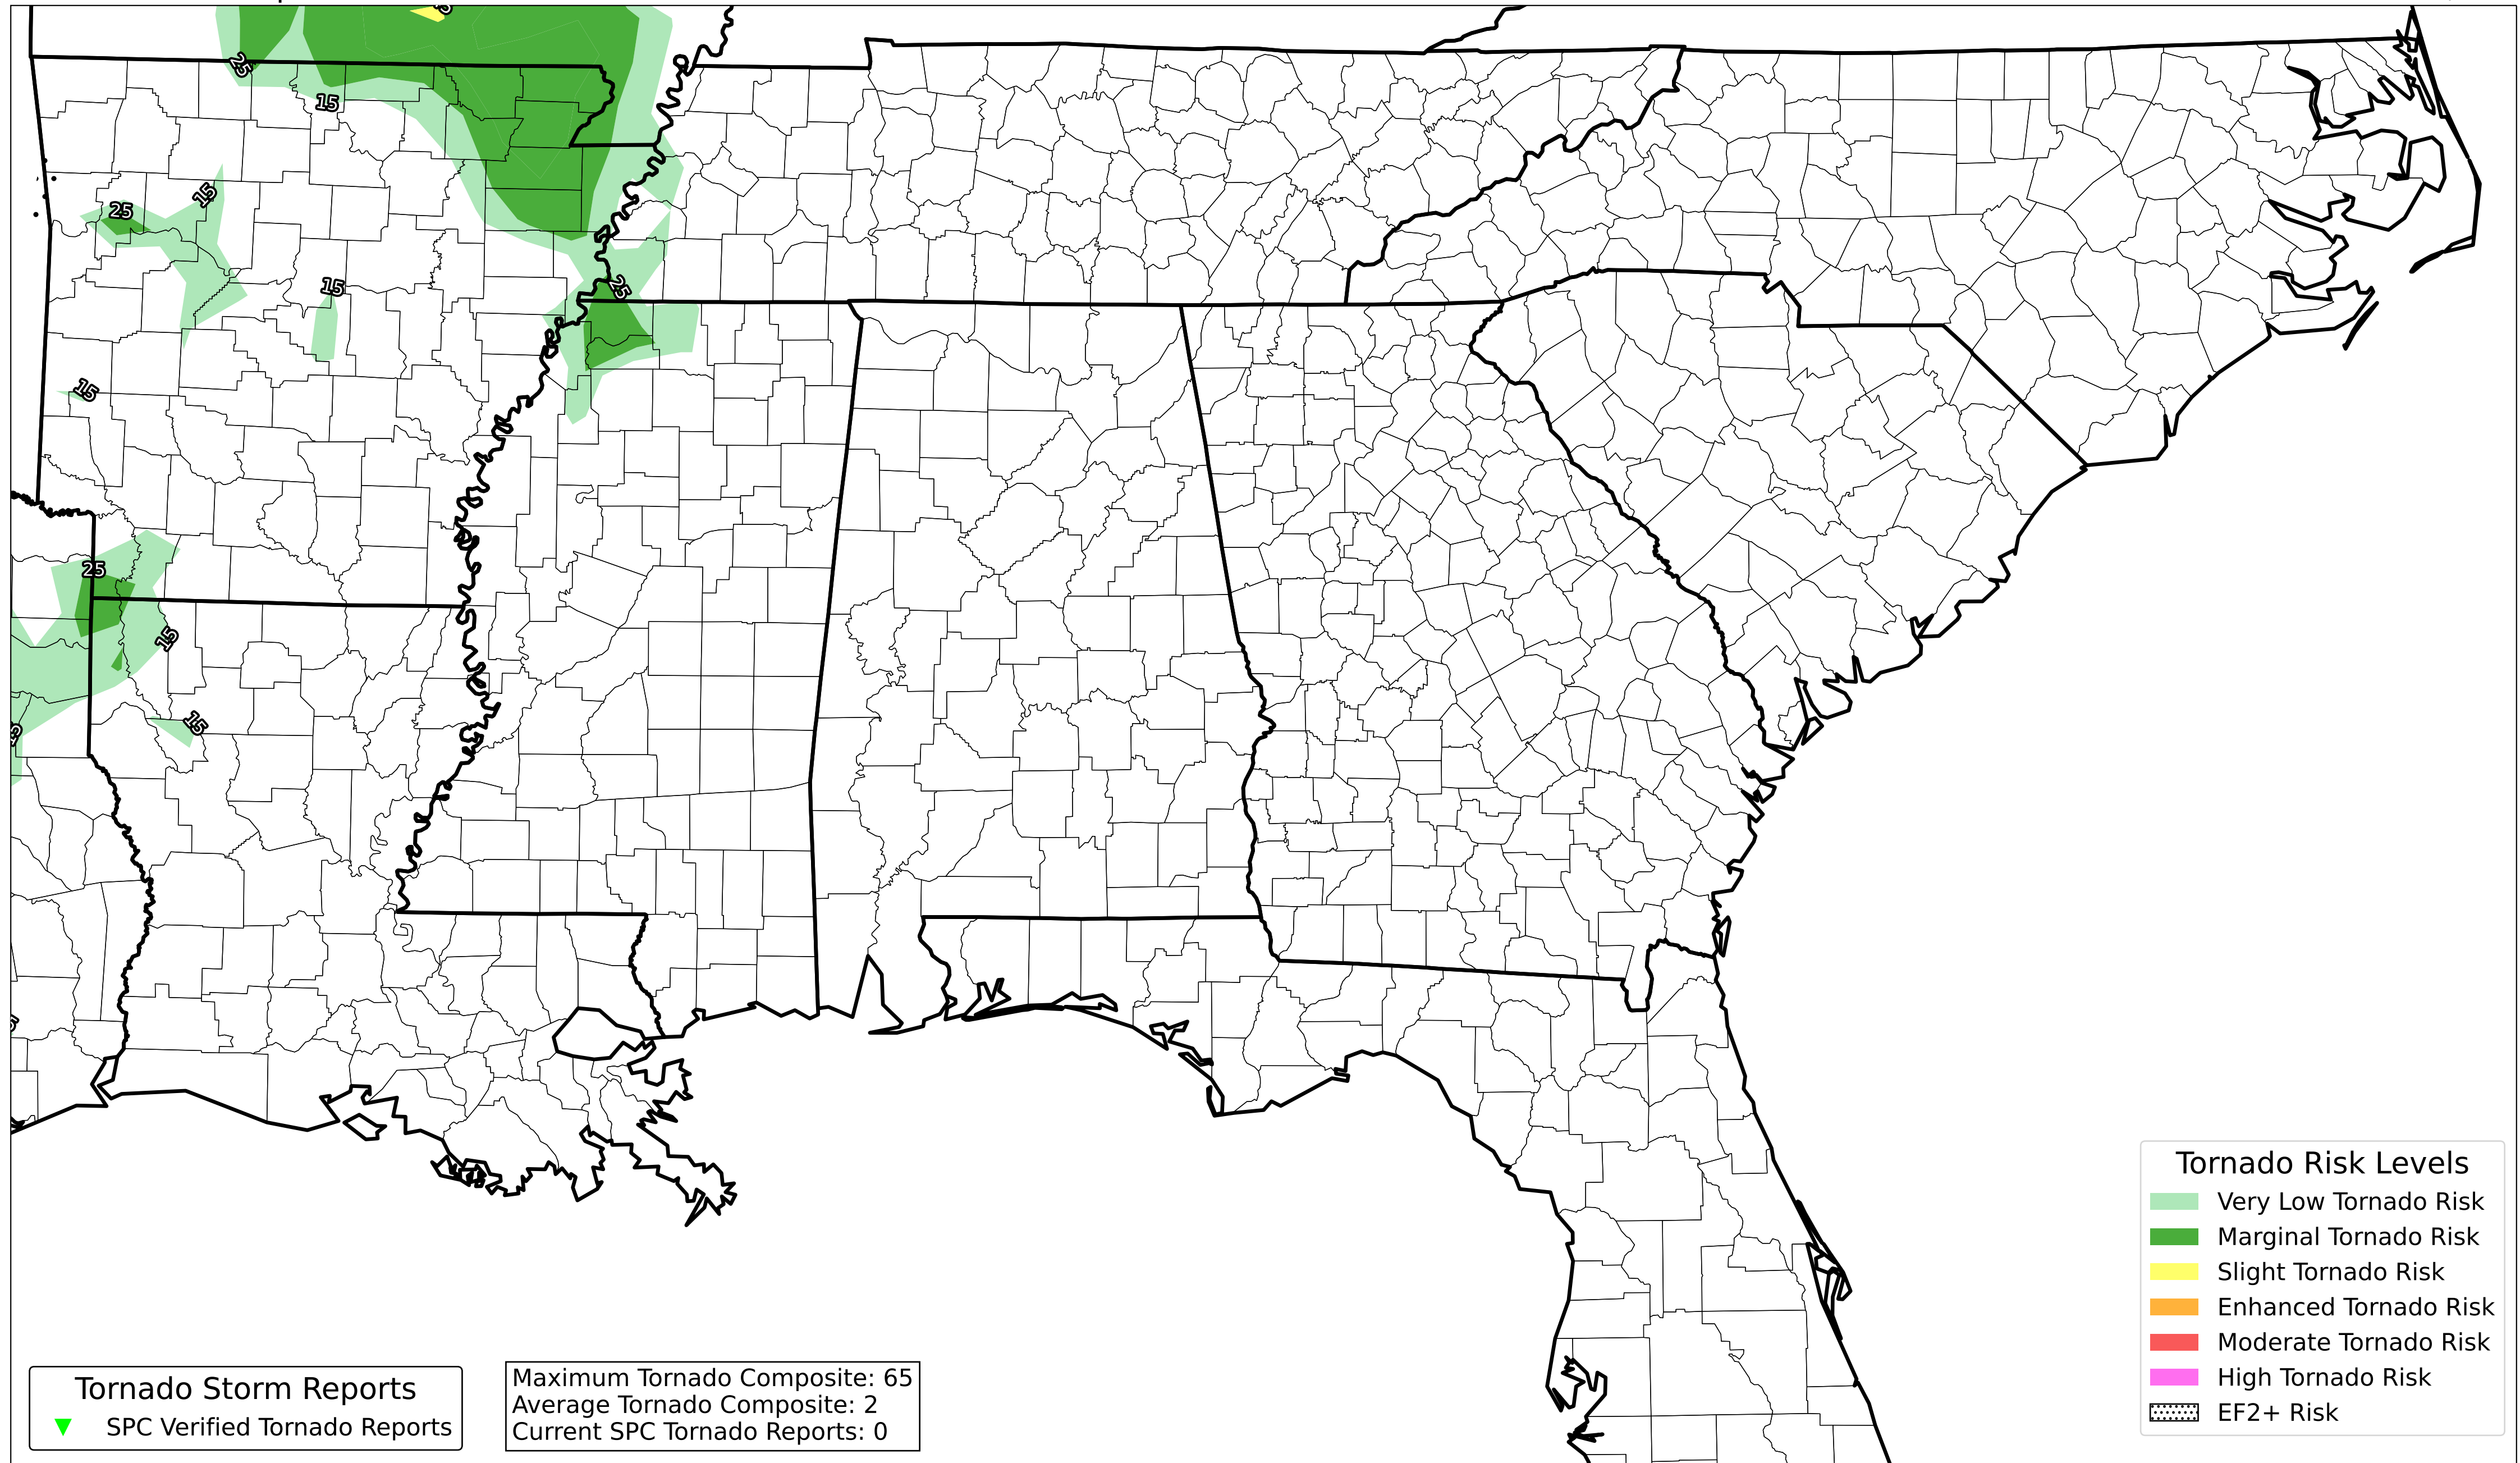 25
15
15
25
15
25
15
25
15
15
Tornado Risk Levels
Very Low Tornado Risk
Marginal Tornado Risk
Slight Tornado Risk
Enhanced Tornado Risk
Moderate Tornado Risk
High Tornado Risk
EF2+ Risk
Tornado Storm Reports
SPC Verified Tornado Reports
Maximum Tornado Composite: 65
Average Tornado Composite: 2
Current SPC Tornado Reports: 0